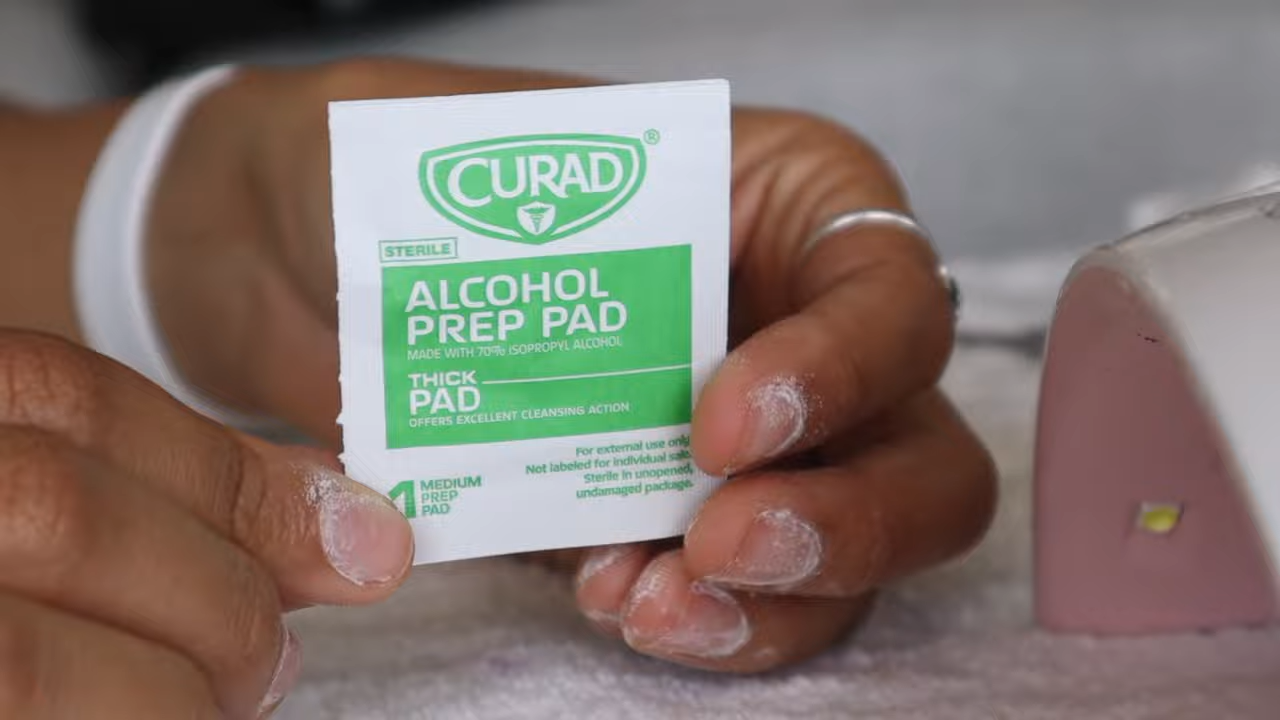 CURAD®
STERILE
ALCOHOL
PREP PAD
MADE WITH 70% ISOPROPYL ALCOHOL
THICK
PAD
OFFERS EXCELLENT CLEANSING ACTION
For external use only
Not labeled for individual sale.
Sterile in unopened,
undamaged package.
1 MEDIUM
PREP
PAD